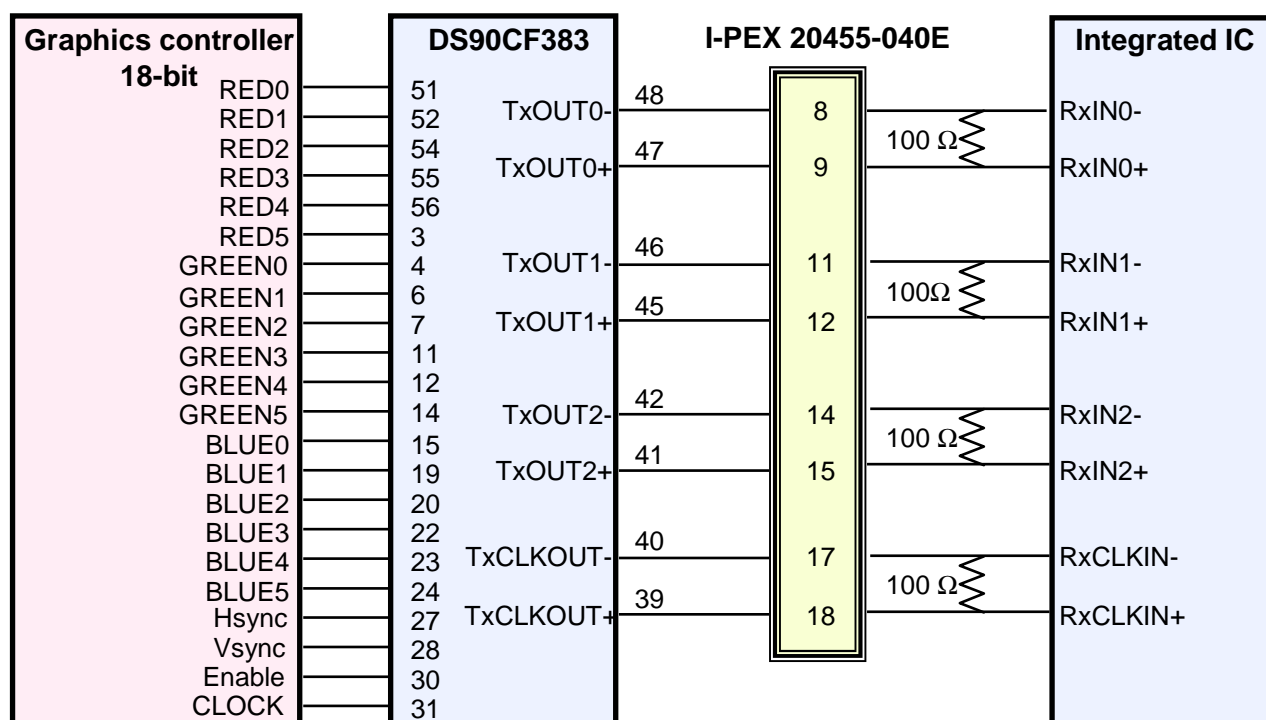 Graphics controller
18-bit
RED0
RED1
RED2
RED3
RED4
RED5
GREEN0
GREEN1
GREEN2
GREEN3
GREEN4
GREEN5
BLUE0
BLUE1
BLUE2
BLUE3
BLUE4
BLUE5
Hsync
Vsync
Enable
CLOCK
DS90CF383
51
52
54
55
56
3
4
6
7
11
12
14
15
19
20
22
23
24
27
28
30
31
TxOUT0-
TxOUT0+
TxOUT1-
TxOUT1+
TxOUT2-
TxOUT2+
TxCLKOUT-
TxCLKOUT+
48
47
46
45
42
41
40
39
I-PEX 20455-040E
8
9
11
12
14
15
17
18
100 Ω
100Ω
100 Ω
100 Ω
Integrated IC
RxIN0-
RxIN0+
RxIN1-
RxIN1+
RxIN2-
RxIN2+
RxCLKIN-
RxCLKIN+